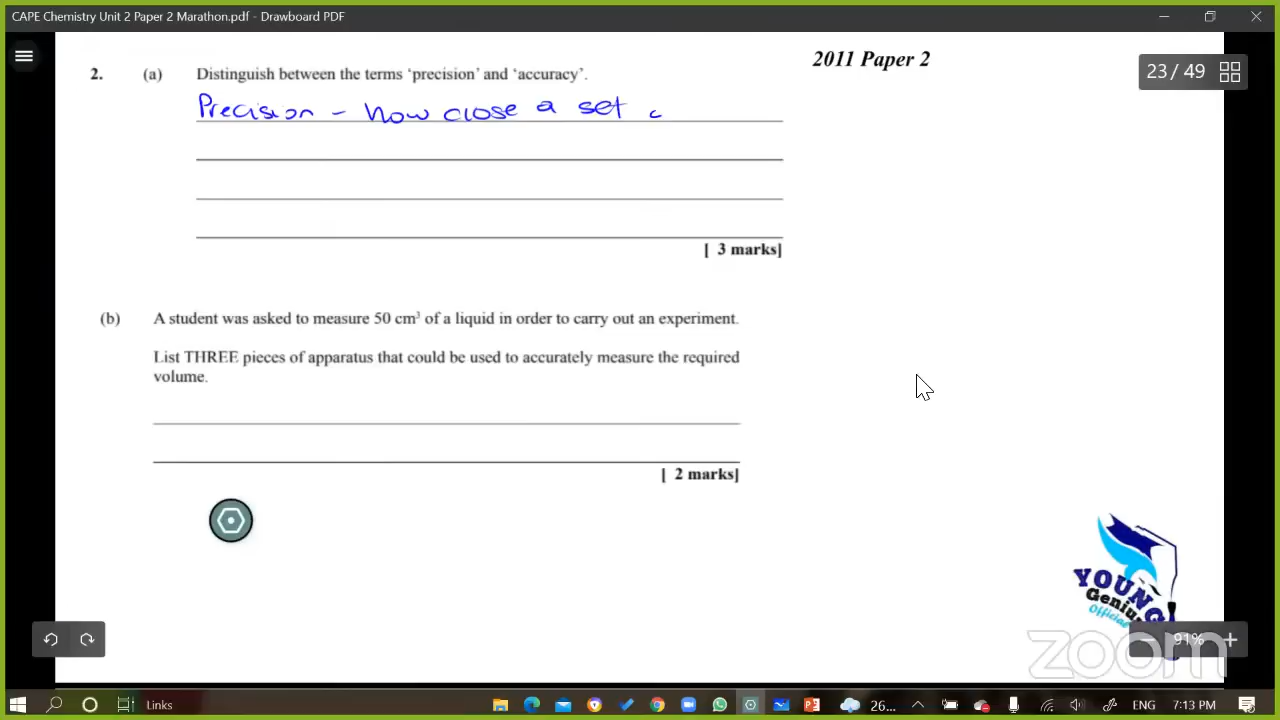 CAPE Chemistry Unit 2 Paper 2 Marathon.pdf - Drawboard PDF
2011 Paper 2
23 / 49
2. (a) Distinguish between the terms ‘precision’ and ‘accuracy’.
Precision - how close a set
[ 3 marks]
(b) A student was asked to measure 50 cm³ of a liquid in order to carry out an experiment.
List THREE pieces of apparatus that could be used to accurately measure the required
volume.
[ 2 marks]
YOUNG
Genius
Official
zoom
91%
Links
26...
ENG
7:13 PM